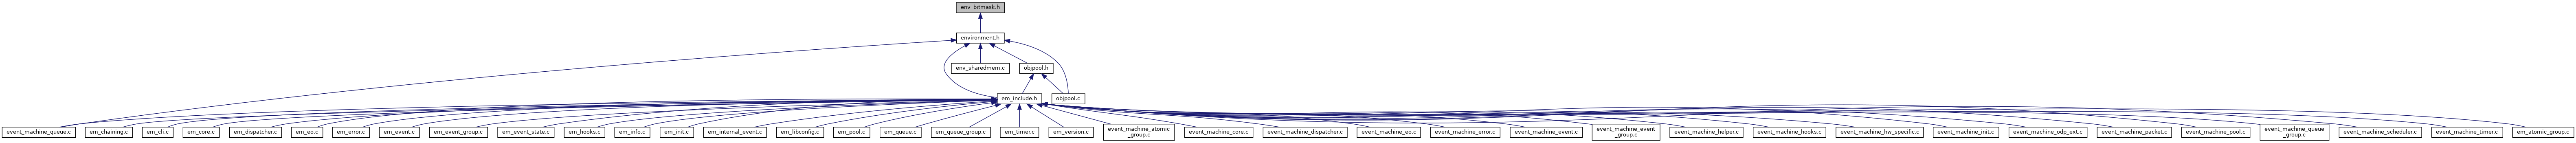 env_bitmask.h
environment.h
env_sharedmem.c
objpool.h
em_include.h
objpool.c
event_machine_queue.c
em_chaining.c
em_cli.c
em_core.c
em_dispatcher.c
em_eo.c
em_error.c
em_event.c
em_event_group.c
em_event_state.c
em_hooks.c
em_info.c
em_init.c
em_internal_event.c
em_libconfig.c
em_pool.c
em_queue.c
em_queue_group.c
em_timer.c
em_version.c
event_machine_atomic
_group.c
event_machine_core.c
event_machine_dispatcher.c
event_machine_eo.c
event_machine_error.c
event_machine_event.c
event_machine_event
_group.c
event_machine_helper.c
event_machine_hooks.c
event_machine_hw_specific.c
event_machine_init.c
event_machine_odp_ext.c
event_machine_packet.c
event_machine_pool.c
event_machine_queue
_group.c
event_machine_scheduler.c
event_machine_timer.c
em_atomic_group.c